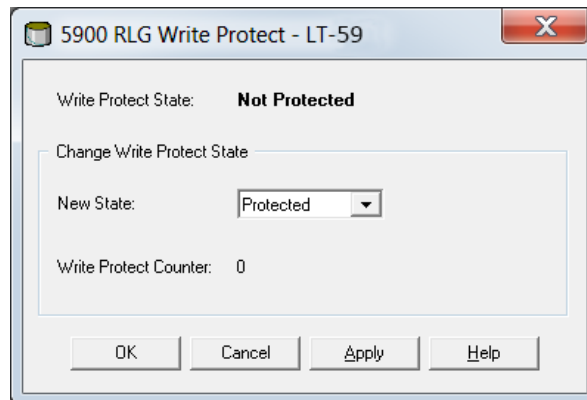 5900 RLG Write Protect - LT-59
Write Protect State: Not Protected
Change Write Protect State
New State: Protected
Write Protect Counter: 0
OK Cancel Apply Help